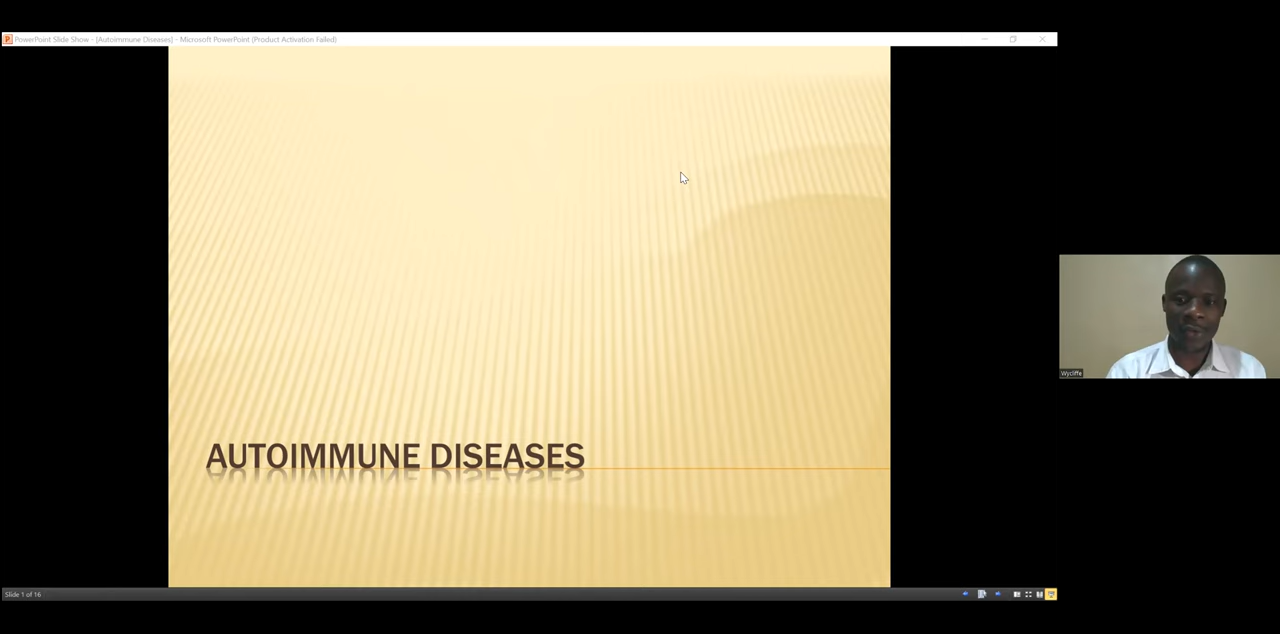 PowerPoint Slide Show - [Autoimmune Diseases] - Microsoft PowerPoint (Product Activation Failed)
AUTOIMMUNE DISEASES
Wycliffe
Slide 1 of 16